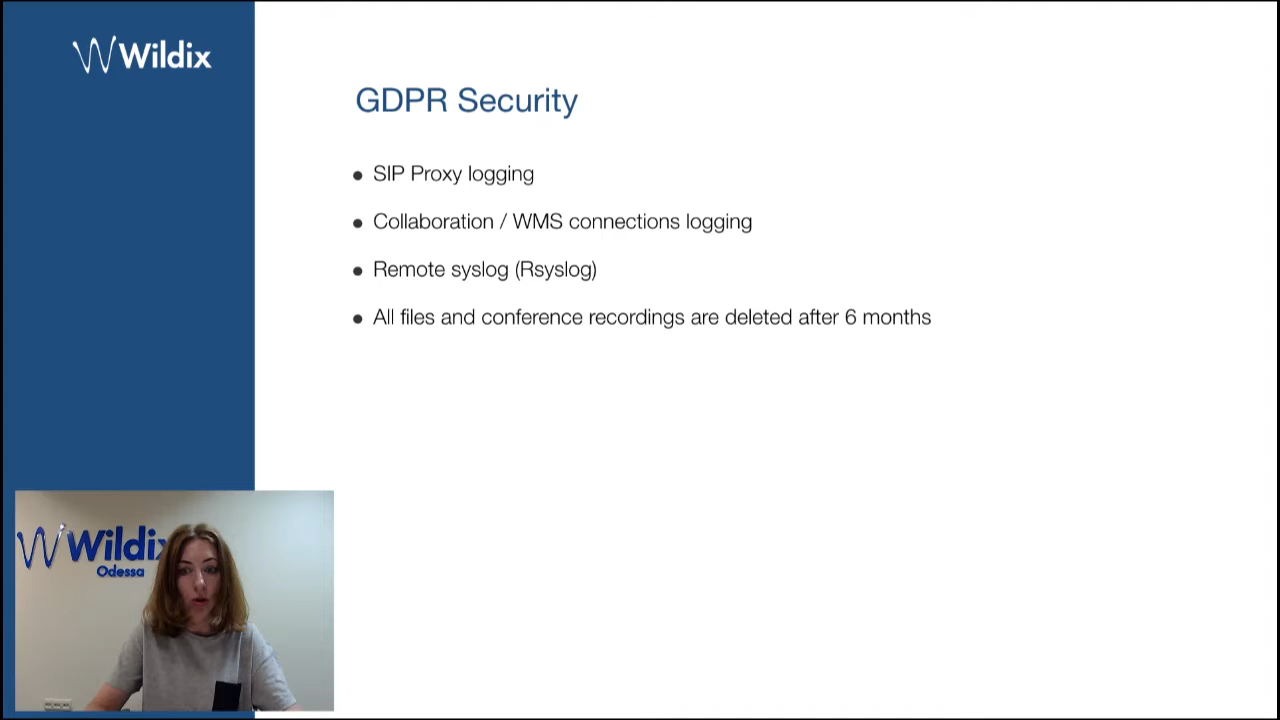 Wildix
GDPR Security
SIP Proxy logging
Collaboration / WMS connections logging
Remote syslog (Rsyslog)
All files and conference recordings are deleted after 6 months
Wildix
Odessa